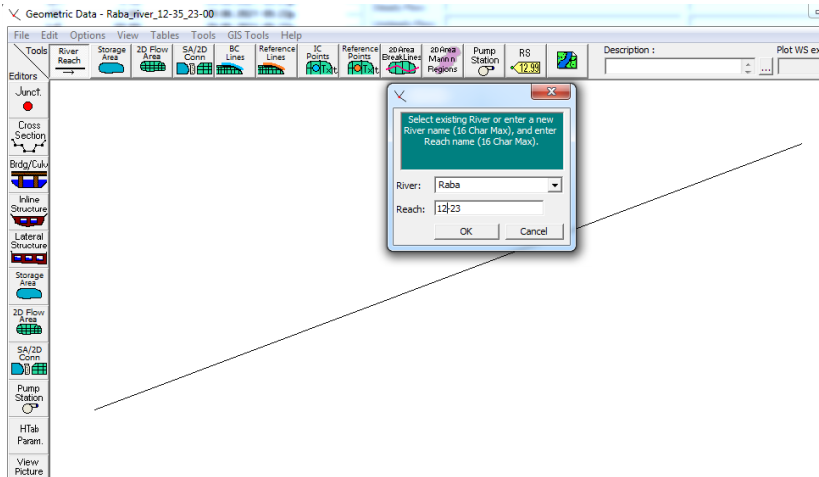 Geometric Data - Raba_river_12-35_23-00
File Edit Options View Tables Tools GIS Tools Help
Tools
Editors
River
Reach
Storage
Area
2D Flow
Area
SA/2D
Conn
BC
Lines
Reference
Lines
IC
Points
Reference
Points
2D Area
BreakLines
2D Area
Mann n
Regions
Pump
Station
RS
12.99
Description :
...
Plot WS ex
Junct.
Cross
Section
Brdg/Culv
Inline
Structure
Lateral
Structure
Storage
Area
2D Flow
Area
SA/2D
Conn
Pump
Station
HTab
Param.
View
Picture
Select existing River or enter a new
River name (16 Char Max), and enter
Reach name (16 Char Max).
River: Raba
Reach: 12-23
OK Cancel